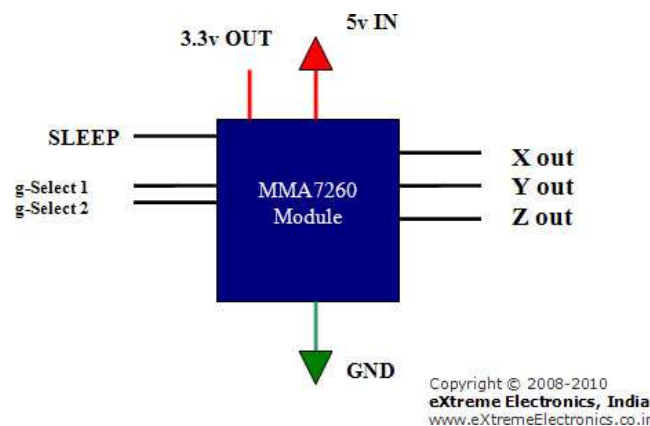 5v IN
3.3v OUT
SLEEP
g-Select 1
g-Select 2
MMA7260
Module
X out
Y out
Z out
GND
Copyright © 2008-2010
eXtreme Electronics, India
www.eXtremeElectronics.co.in